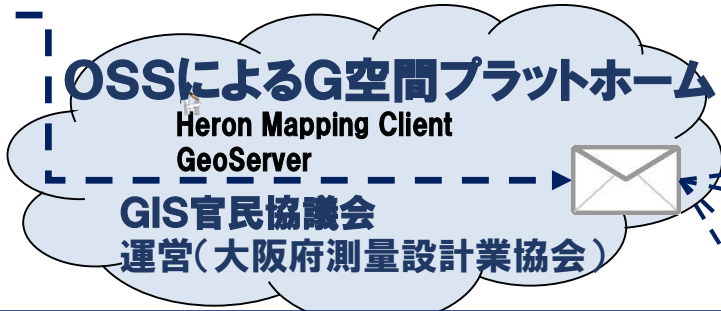 OSSによるG空間プラットホーム
Heron Mapping Client
GeoServer
GIS官民協議会
運営(大阪府測量設計業協会)